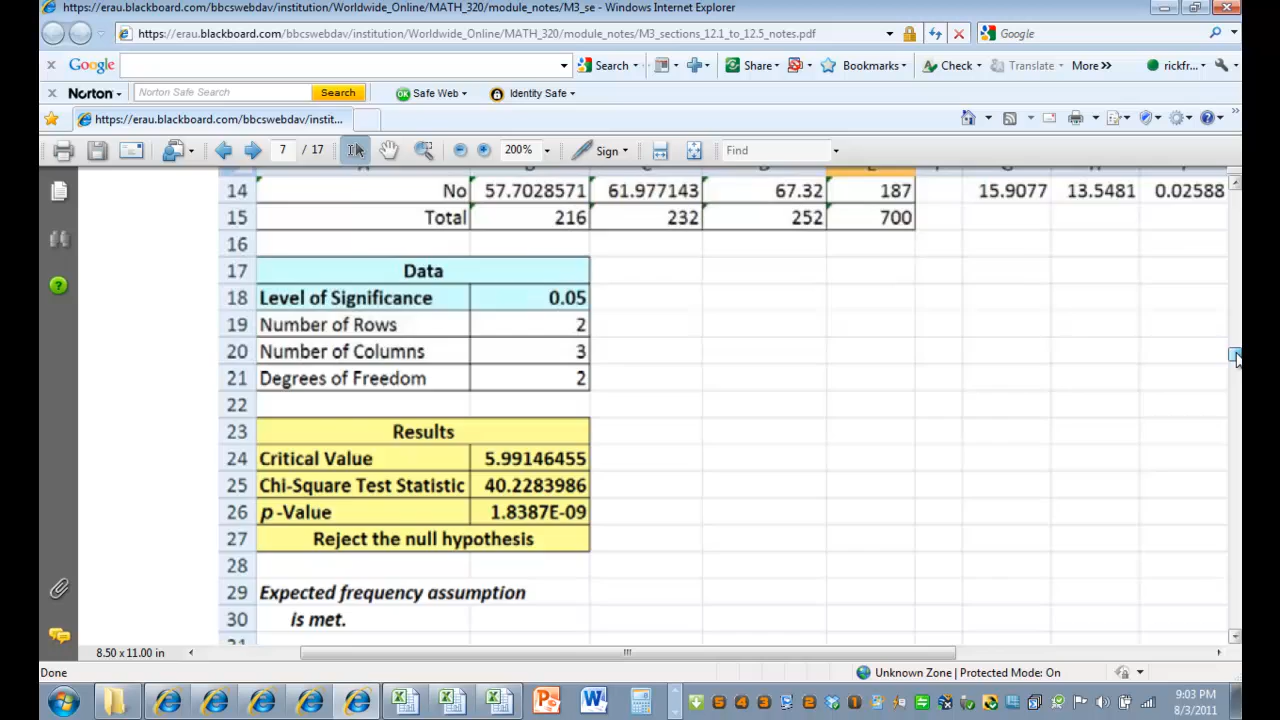 https://erau.blackboard.com/bbcswebdav/institution/Worldwide_Online/MATH_320/module_notes/M3_se - Windows Internet Explorer
https://erau.blackboard.com/bbcswebdav/institution/Worldwide_Online/MATH_320/module_notes/M3_sections_12.1_to_12.5_notes.pdf
Google
Google Search Share Bookmarks Check Translate More» rickfr...
Norton Norton Safe Search Search Safe Web Identity Safe
https://erau.blackboard.com/bbcswebdav/instit...
7 / 17 200% Sign Find
14 No 57.7028571 61.977143 67.32 187 15.9077 13.5481 0.02588
15 Total 216 232 252 700
16
17 Data
18 Level of Significance 0.05
19 Number of Rows 2
20 Number of Columns 3
21 Degrees of Freedom 2
22
23 Results
24 Critical Value 5.99146455
25 Chi-Square Test Statistic 40.2283986
26 p-Value 1.8387E-09
27 Reject the null hypothesis
28
29 Expected frequency assumption
30 is met.
8.50 x 11.00 in
Done Unknown Zone | Protected Mode: On
9:03 PM
8/3/2011